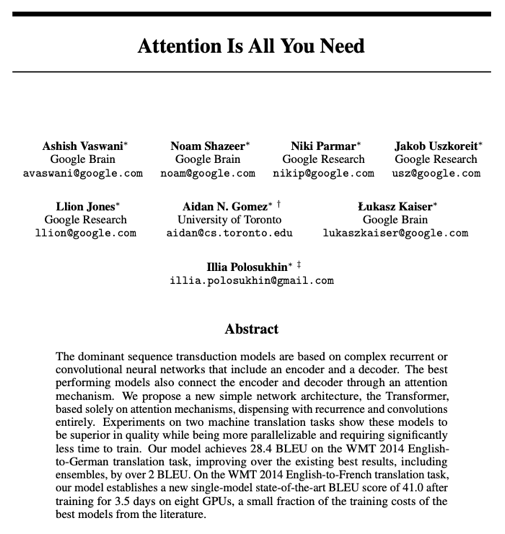 Attention Is All You Need
Ashish Vaswani* Noam Shazeer* Niki Parmar* Jakob Uszkoreit*
Google Brain Google Brain Google Research Google Research
avaswani@google.com noam@google.com nikip@google.com usz@google.com
Llion Jones* Aidan N. Gomez* † Łukasz Kaiser*
Google Research University of Toronto Google Brain
llion@google.com aidan@cs.toronto.edu lukaszkaiser@google.com
Illia Polosukhin* ‡
illia.polosukhin@gmail.com
Abstract
The dominant sequence transduction models are based on complex recurrent or
convolutional neural networks that include an encoder and a decoder. The best
performing models also connect the encoder and decoder through an attention
mechanism. We propose a new simple network architecture, the Transformer,
based solely on attention mechanisms, dispensing with recurrence and convolutions
entirely. Experiments on two machine translation tasks show these models to
be superior in quality while being more parallelizable and requiring significantly
less time to train. Our model achieves 28.4 BLEU on the WMT 2014 English-
to-German translation task, improving over the existing best results, including
ensembles, by over 2 BLEU. On the WMT 2014 English-to-French translation task,
our model establishes a new single-model state-of-the-art BLEU score of 41.0 after
training for 3.5 days on eight GPUs, a small fraction of the training costs of the
best models from the literature.